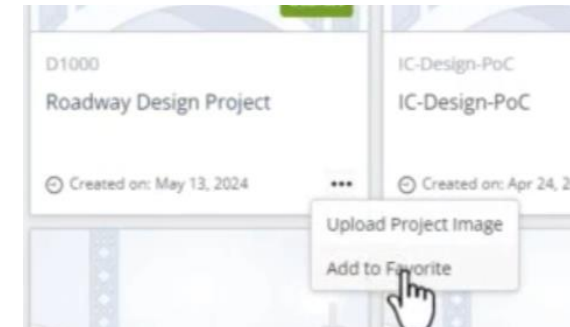 D1000
Roadway Design Project
Created on: May 13, 2024
IC-Design-PoC
IC-Design-PoC
Created on: Apr 24, 2
Upload Project Image
Add to Favorite